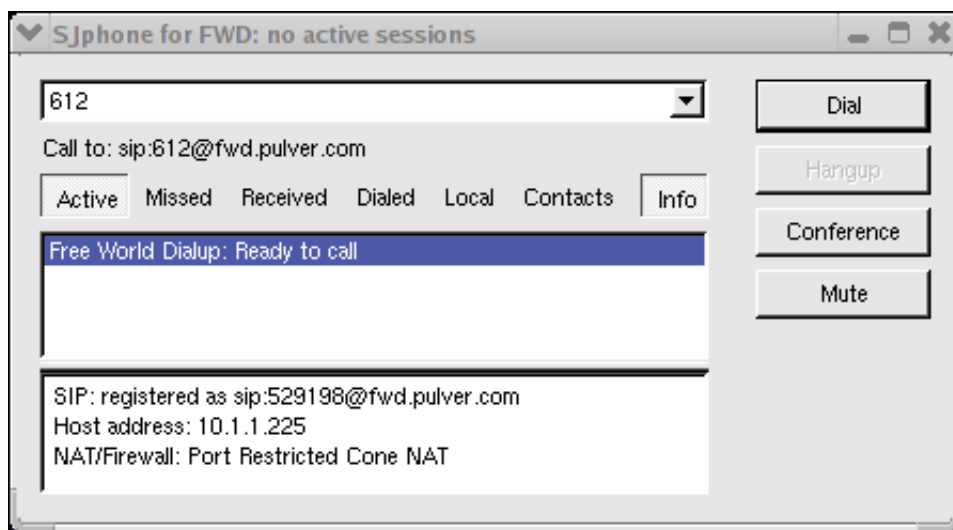 SJphone for FWD: no active sessions
612
Dial
Call to: sip:612@fwd.pulver.com
Hangup
Active Missed Received Dialed Local Contacts Info
Conference
Free World Dialup: Ready to call
Mute
SIP: registered as sip:529198@fwd.pulver.com
Host address: 10.1.1.225
NAT/Firewall: Port Restricted Cone NAT